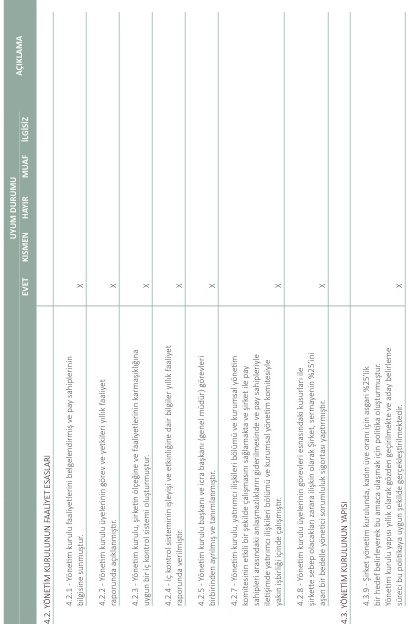 UYUM DURUMU AÇIKLAMA
EVET KISMEN HAYIR MUAF İLGİSİZ
4.2. YÖNETİM KURULUNUN FAALİYET ESASLARI
4.2.1 - Yönetim kurulu faaliyetlerinin belgelendirmiş ve pay sahiplerinin
bilgisine sunmuştur. X
4.2.2 - Yönetim kurulu üyelerinin görev ve yetkileri yıllık faaliyet
raporunda açıklanmıştır. X
4.2.3 - Yönetim kurulu, şirketin ölçeğine ve faaliyetlerinin karmaşıklığına
uygun bir iç kontrol sistemi oluşturmuştur. X
4.2.4 - İç kontrol sisteminin işleyişi ve etkinliğine dair bilgiler yıllık faaliyet
raporunda verilmiştir. X
4.2.5 - Yönetim kurulu başkanı ve icra başkanı (genel müdür) görevleri
birbirinden ayrılmış ve tanımlanmıştır. X
4.2.7 - Yönetim kurulu, yatırımcı ilişkileri bölümü ve kurumsal yönetim
komitesinin etkili bir şekilde çalışmasını sağlamakta ve şirket ile pay
sahipleri arasındaki anlaşmazlıkların giderilmesinde ve pay sahipleriyle
iletişimde yatırımcı ilişkileri bölümü ve kurumsal yönetim komitesiyle
yakın işbirliği içinde çalışmıştır. X
4.2.8 - Yönetim kurulu üyelerinin görevleri esnasındaki kusurları ile
şirkette sebep olacakları zarara ilişkin olarak Şirket, sermayenin %25'ini
aşan bir bedelle yönetici sorumluluk sigortası yaptırmıştır. X
4.3. YÖNETİM KURULUNUN YAPISI
4.3.9 - Şirket yönetim kurulunda, kadın üye oranı için asgari %25'lik
bir hedef belirleyerek bu amaca ulaşmak için politika oluşturmuştur.
Yönetim kurulu yapısı yıllık olarak gözden geçirilmekte ve aday belirleme
süreci bu politikaya uygun şekilde gerçekleştirilmektedir. X